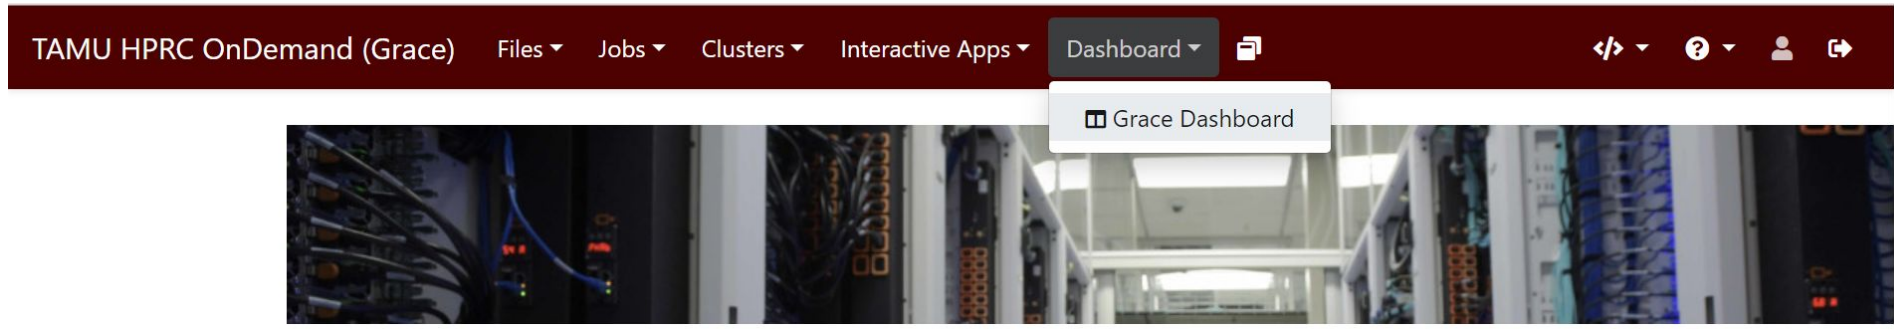 TAMU HPRC OnDemand (Grace) Files Jobs Clusters Interactive Apps Dashboard
Grace Dashboard